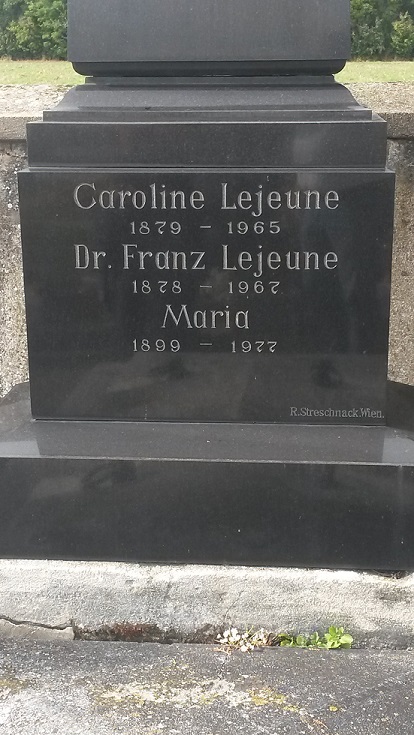 Caroline Lejeune
1879 – 1965
Dr. Franz Lejeune
1878 – 1967
Maria
1899 – 1977
R.Streschnack.Wien.